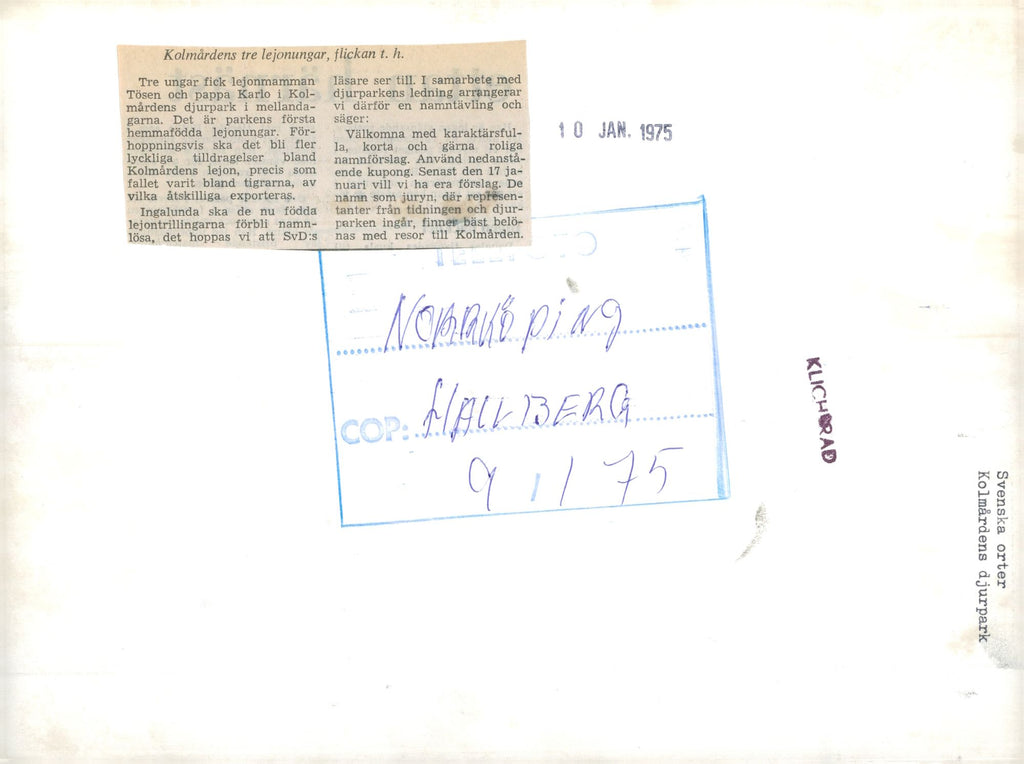 Kolmårdens tre lejonungar, flickan t. h.
Tre ungar fick lejonmamman
Tösen och pappa Karlo i Kol-
mårdens djurpark i mellanda-
garna. Det är parkens första
hemmafödda lejonungar. För-
hoppningsvis ska det bli fler
lyckliga tilldragelser bland
Kolmårdens lejon, precis som
fallet varit bland tigrarna, av
vilka åtskilliga exporteras.
Ingalunda ska de nu födda
lejontrillingarna förbli namn-
lösa, det hoppas vi att SvD:s
läsare ser till. I samarbete med
djurparkens ledning arrangerar
vi därför en namntävling och
säger:
Välkomna med karaktärsful-
la, korta och gärna roliga
namnförslag. Använd nedanstå-
ende kupong. Senast den 17 ja-
nuari vill vi ha era förslag. De
namn som juryn, där represen-
tanter från tidningen och djur-
parken ingår, finner bäst belö-
nas med resor till Kolmården.
10 JAN. 1975
TELEFOTO
NORRKÖPING
COP: HALLBERG
9 1 / 75
KLICHERAD
Svenska orter
Kolmårdens djurpark